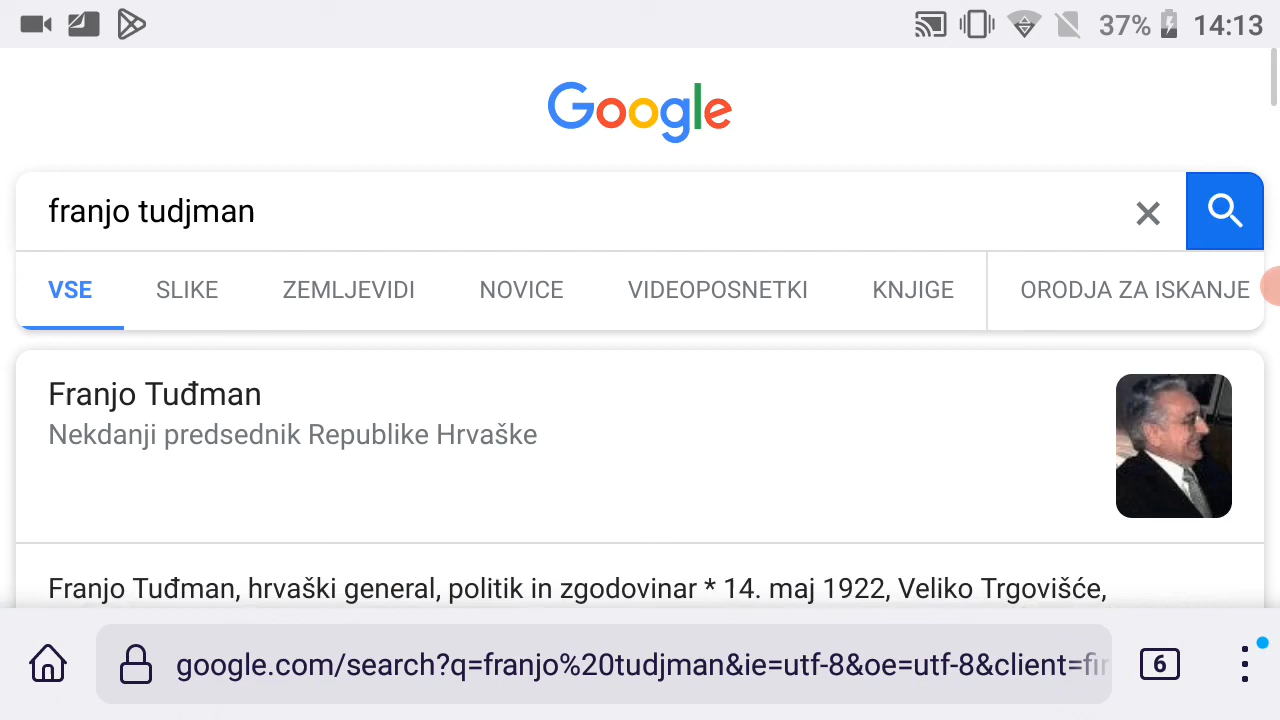 37% 14:13
Google
franjo tudjman
VSE SLIKE ZEMLJEVIDI NOVICE VIDEOPOSNETKI KNJIGE ORODJA ZA ISKANJE
Franjo Tuđman
Nekdanji predsednik Republike Hrvaške
Franjo Tuđman, hrvaški general, politik in zgodovinar * 14. maj 1922, Veliko Trgovišće,
google.com/search?q=franjo%20tudjman&ie=utf-8&oe=utf-8&client=fir 6